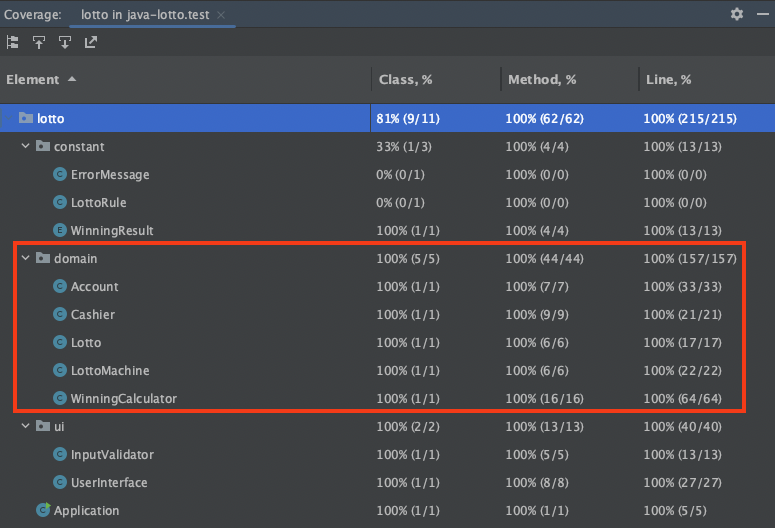 Coverage: lotto in java-lotto.test
Element Class, % Method, % Line, %
lotto 81% (9/11) 100% (62/62) 100% (215/215)
constant 33% (1/3) 100% (4/4) 100% (13/13)
C ErrorMessage 0% (0/1) 100% (0/0) 100% (0/0)
C LottoRule 0% (0/1) 100% (0/0) 100% (0/0)
E WinningResult 100% (1/1) 100% (4/4) 100% (13/13)
domain 100% (5/5) 100% (44/44) 100% (157/157)
C Account 100% (1/1) 100% (7/7) 100% (33/33)
C Cashier 100% (1/1) 100% (9/9) 100% (21/21)
C Lotto 100% (1/1) 100% (6/6) 100% (17/17)
C LottoMachine 100% (1/1) 100% (6/6) 100% (22/22)
C WinningCalculator 100% (1/1) 100% (16/16) 100% (64/64)
ui 100% (2/2) 100% (13/13) 100% (40/40)
C InputValidator 100% (1/1) 100% (5/5) 100% (13/13)
C UserInterface 100% (1/1) 100% (8/8) 100% (27/27)
C Application 100% (1/1) 100% (1/1) 100% (5/5)